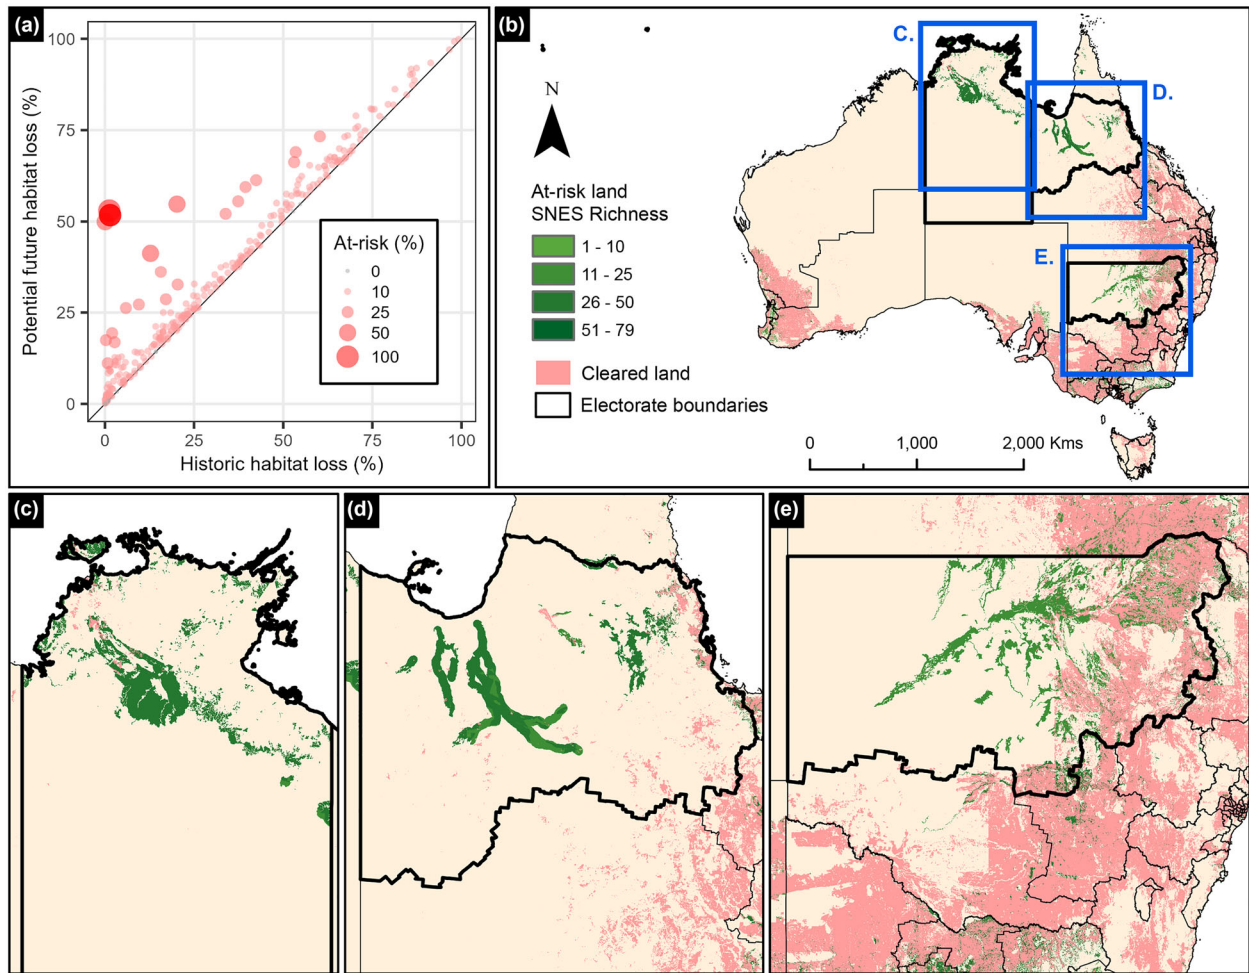 (a)
Potential future habitat loss (%)
100
75
50
25
0
0 25 50 75 100
Historic habitat loss (%)
At-risk (%)
0
10
25
50
100
(b)
N
At-risk land
SNES Richness
1 - 10
11 - 25
26 - 50
51 - 79
Cleared land
Electorate boundaries
C.
D.
E.
0 1,000 2,000 Kms
(c)
(d)
(e)